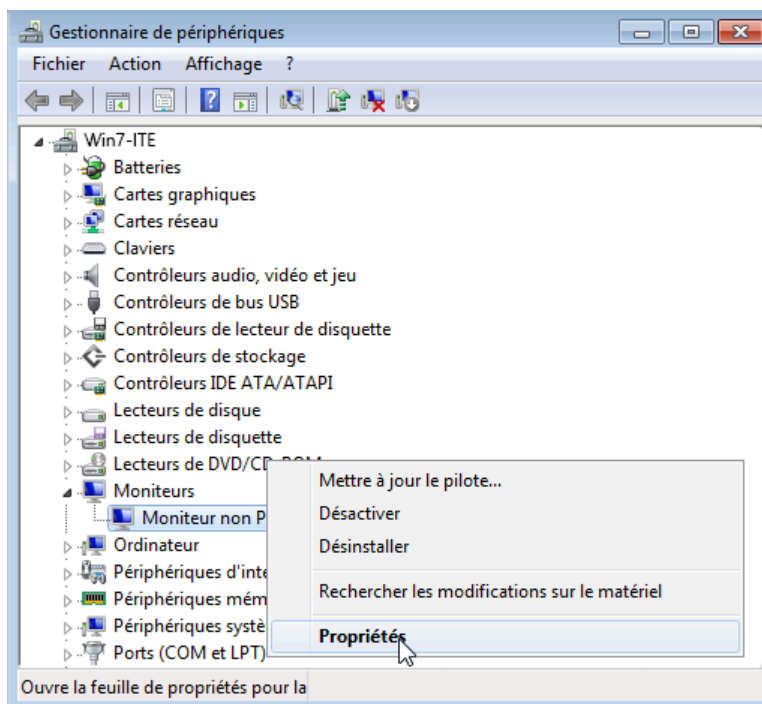 Gestionnaire de périphériques
Fichier Action Affichage ?
Win7-ITE
Batteries
Cartes graphiques
Cartes réseau
Claviers
Contrôleurs audio, vidéo et jeu
Contrôleurs de bus USB
Contrôleurs de lecteur de disquette
Contrôleurs de stockage
Contrôleurs IDE ATA/ATAPI
Lecteurs de disque
Lecteurs de disquette
Lecteurs de DVD/CD-ROM
Moniteurs
Moniteur non P
Ordinateur
Périphériques d'inte
Périphériques mém
Périphériques systè
Ports (COM et LPT)
Mettre à jour le pilote...
Désactiver
Désinstaller
Rechercher les modifications sur le matériel
Propriétés
Ouvre la feuille de propriétés pour la